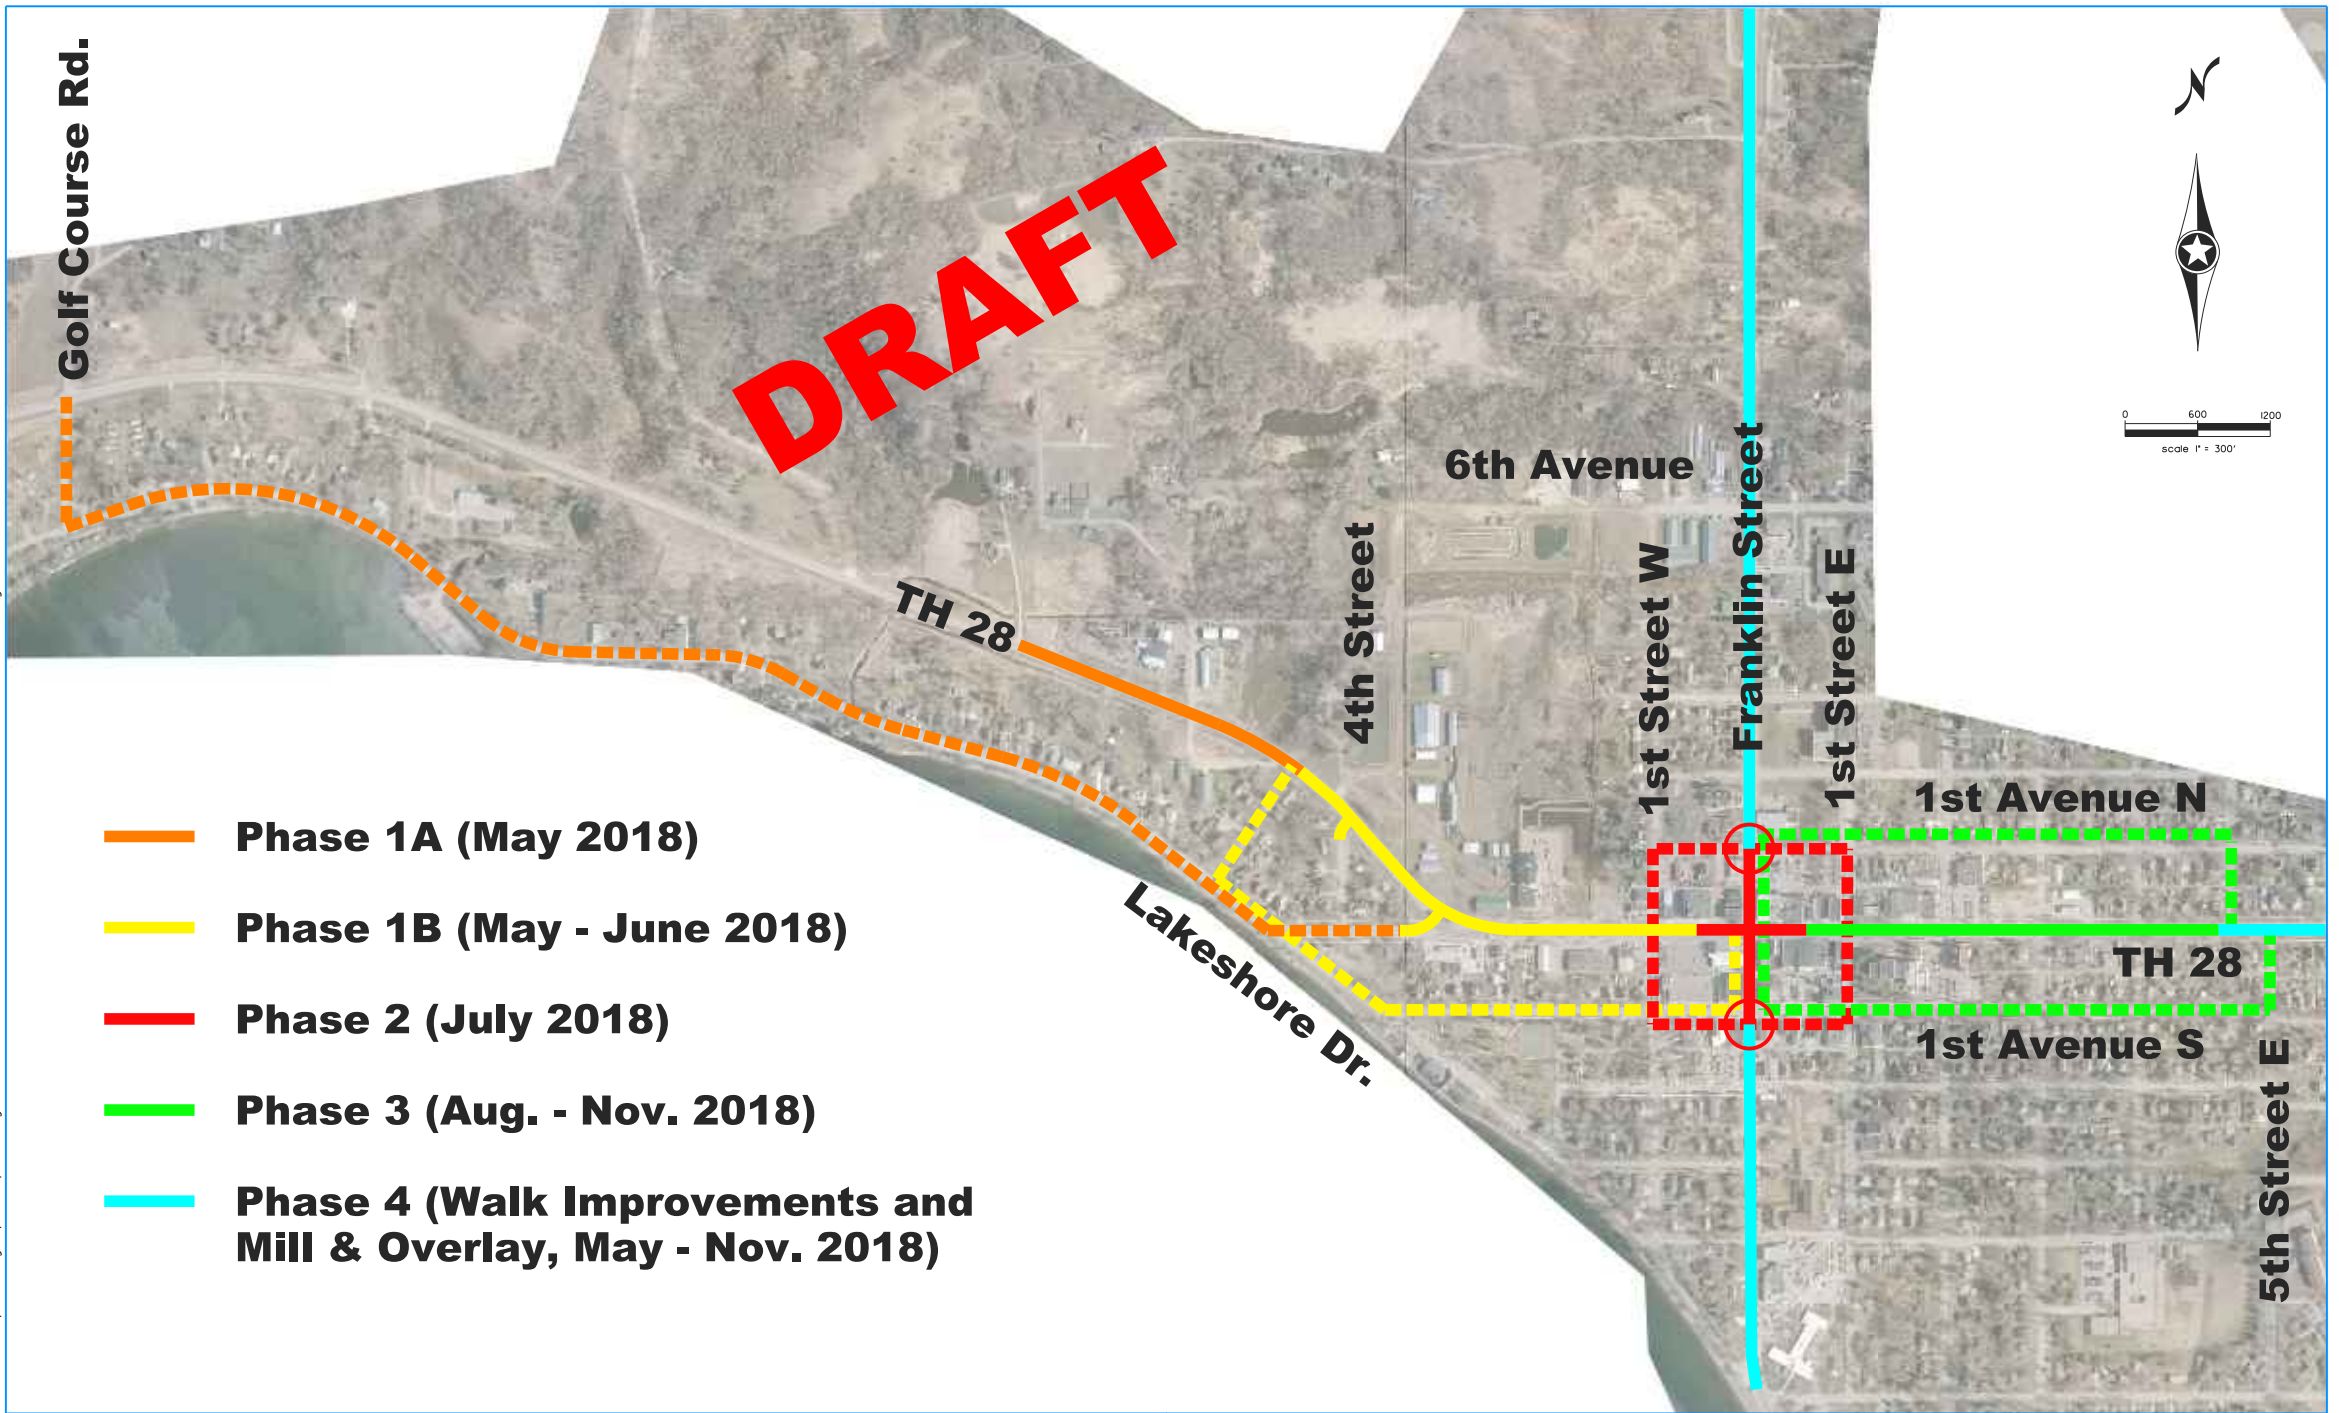 Golf Course Rd.
DRAFT
N
0 600 1200
scale 1" = 300'
6th Avenue
4th Street
1st Street W
Franklin Street
1st Street E
TH 28
1st Avenue N
TH 28
1st Avenue S
5th Street E
Lakeshore Dr.
Phase 1A (May 2018)
Phase 1B (May - June 2018)
Phase 2 (July 2018)
Phase 3 (Aug. - Nov. 2018)
Phase 4 (Walk Improvements and
Mill & Overlay, May - Nov. 2018)